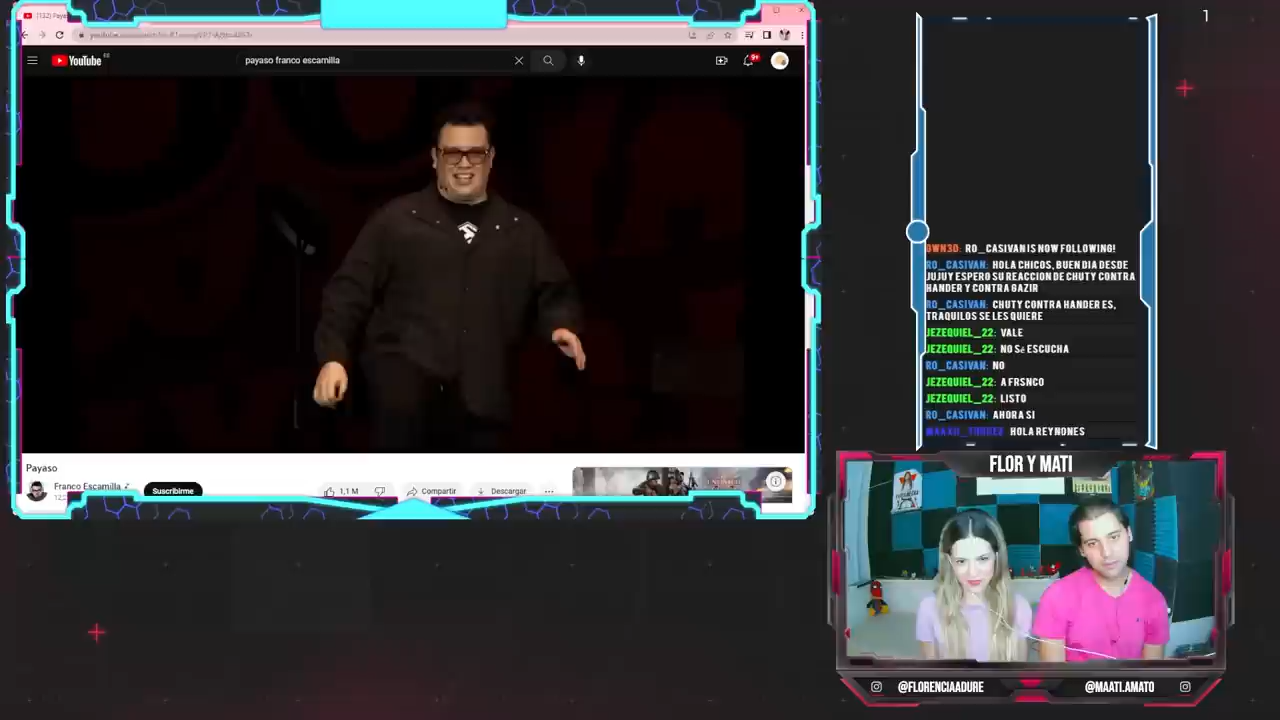 1
YouTube
payaso franco escamilla
9+
OWN3D: RO_CASIVAN IS NOW FOLLOWING!
RO_CASIVAN: HOLA CHICOS, BUEN DIA DESDE
JUJUY ESPERO SU REACCION DE CHUTY CONTRA
HANDER Y CONTRA GAZIR
RO_CASIVAN: CHUTY CONTRA HANDER ES,
TRAQUILOS SE LES QUIERE
JEZEQUIEL_22: VALE
JEZEQUIEL_22: NO Sé ESCUCHA
RO_CASIVAN: NO
JEZEQUIEL_22: A FRSNCO
JEZEQUIEL_22: LISTO
RO_CASIVAN: AHORA SI
HOLA REYNONES
Payaso
Franco Escamilla
Suscribirme
1,1 M
Compartir
Descargar
FLOR Y MATI
@FLORENCIAADURE
@MAATI.AMATO